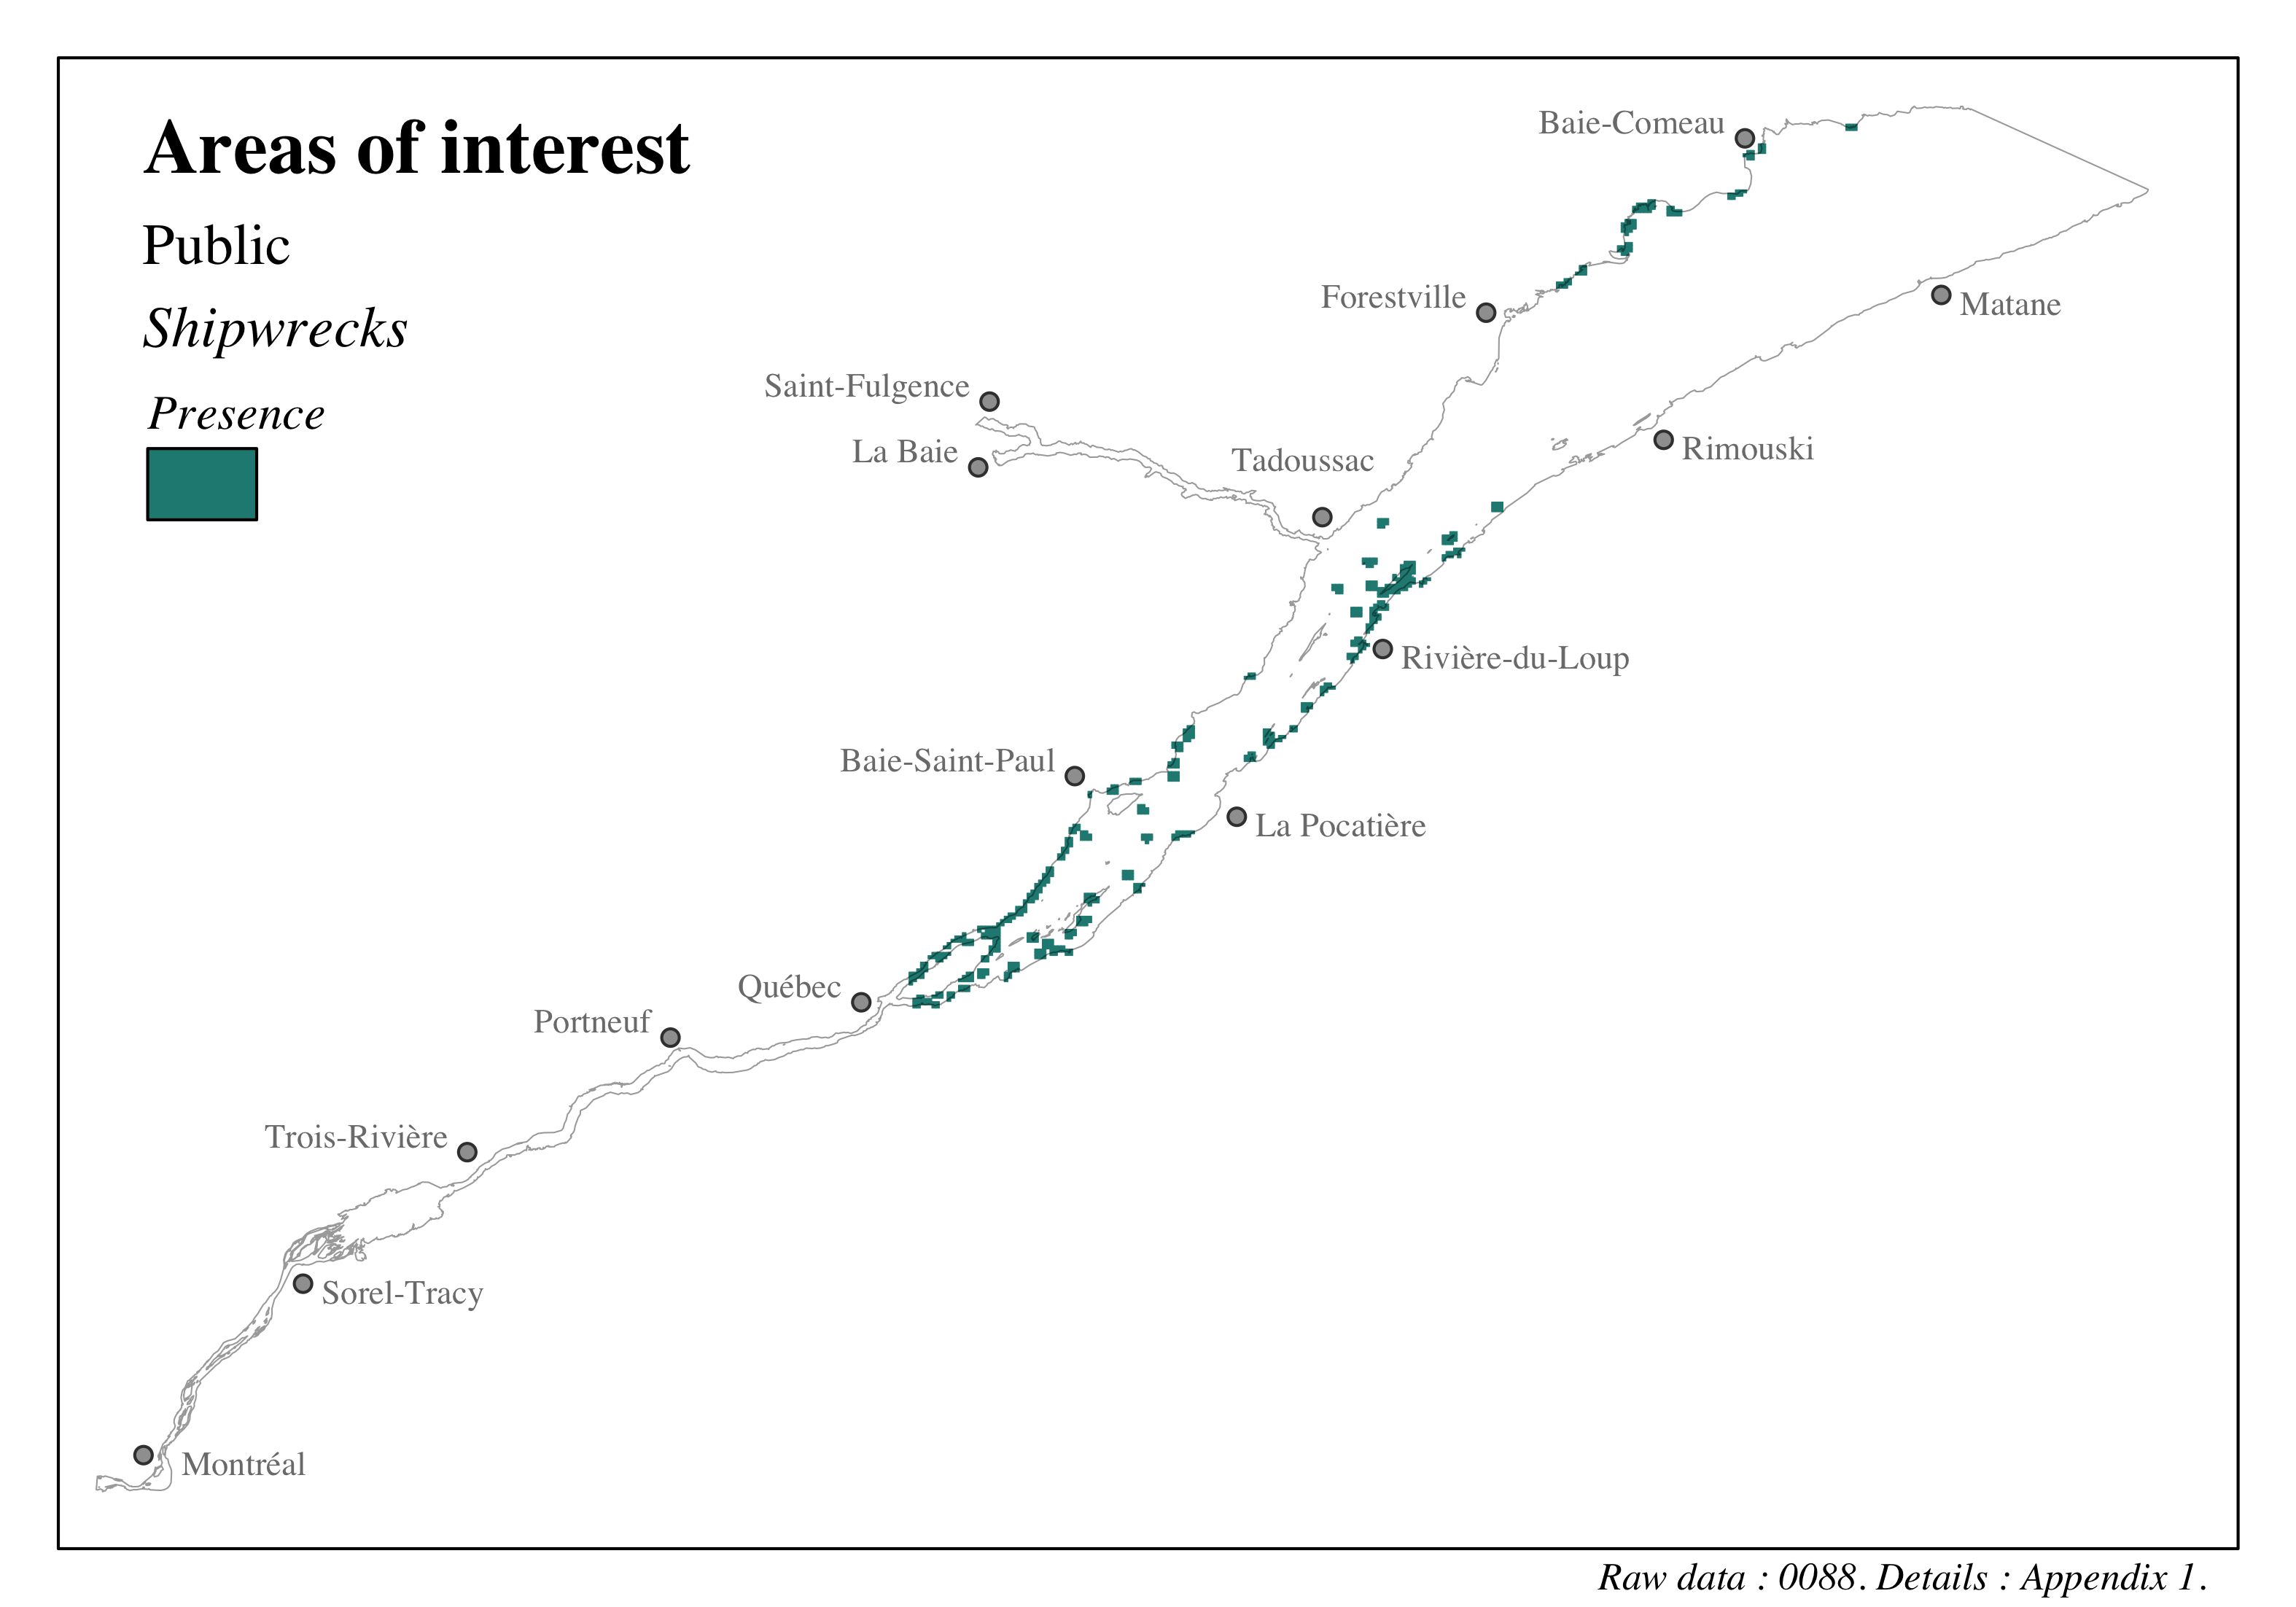 Areas of interest
Public
Shipwrecks
Presence
Baie-Comeau
Forestville
Matane
Saint-Fulgence
La Baie
Tadoussac
Rimouski
Rivière-du-Loup
Baie-Saint-Paul
La Pocatière
Québec
Portneuf
Trois-Rivière
Sorel-Tracy
Montréal
Raw data : 0088. Details : Appendix 1.